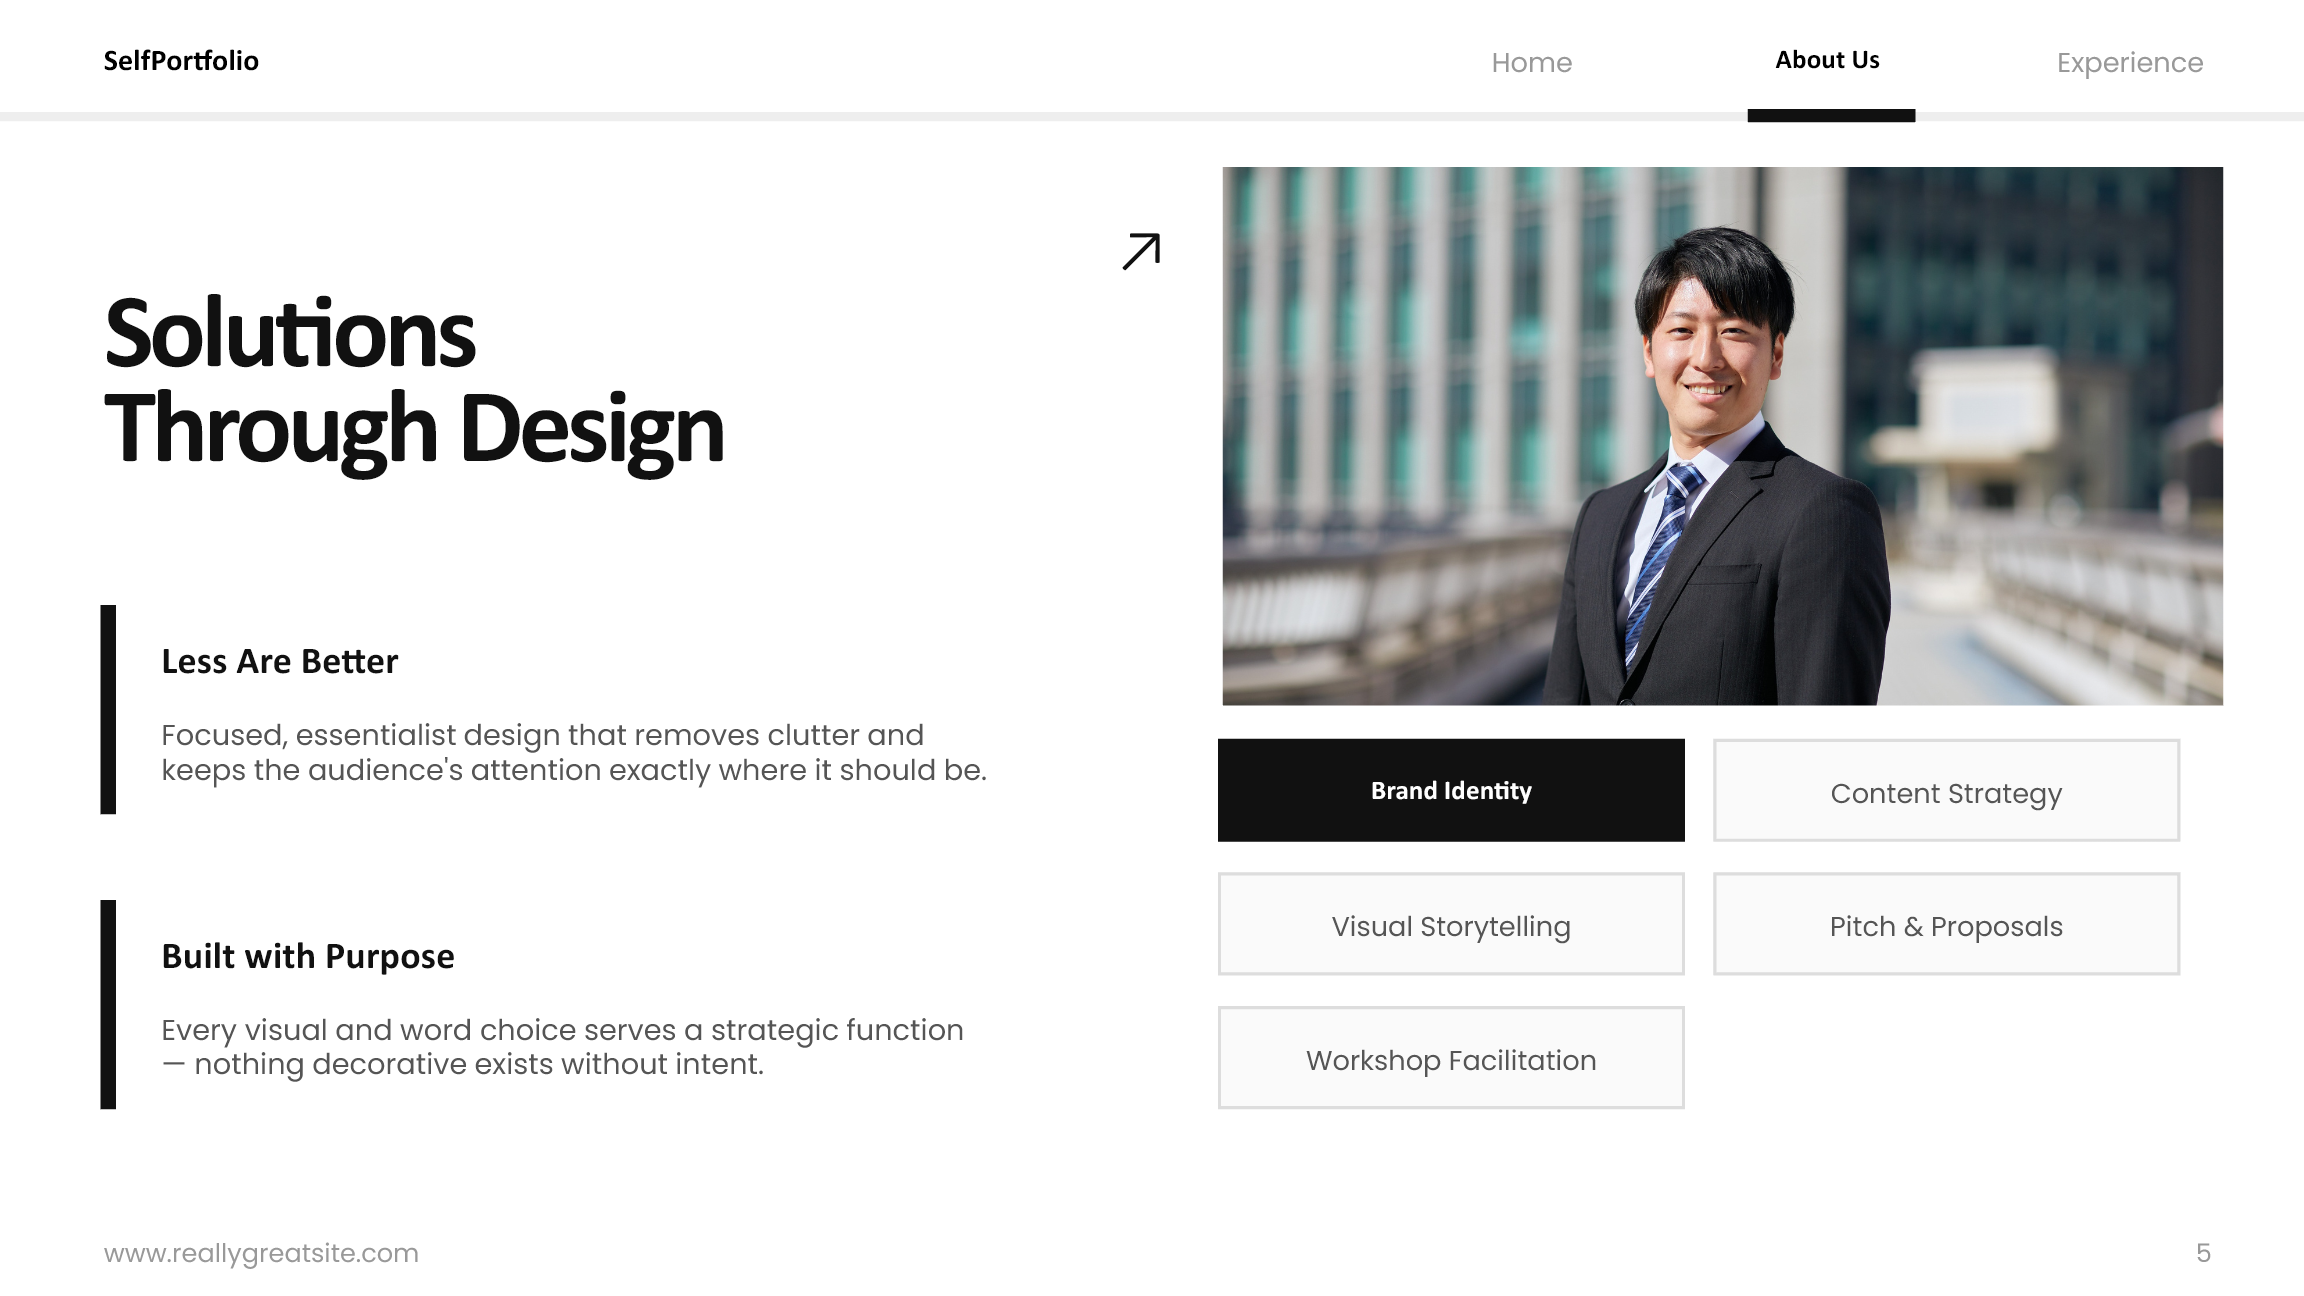 SelfPortfolio
Home
About Us
Experience
Solutions
Through Design
Less Are Better
Focused, essentialist design that removes clutter and
keeps the audience's attention exactly where it should be.
Built with Purpose
Every visual and word choice serves a strategic function
— nothing decorative exists without intent.
Brand Identity
Content Strategy
Visual Storytelling
Pitch & Proposals
Workshop Facilitation
www.reallygreatsite.com
5